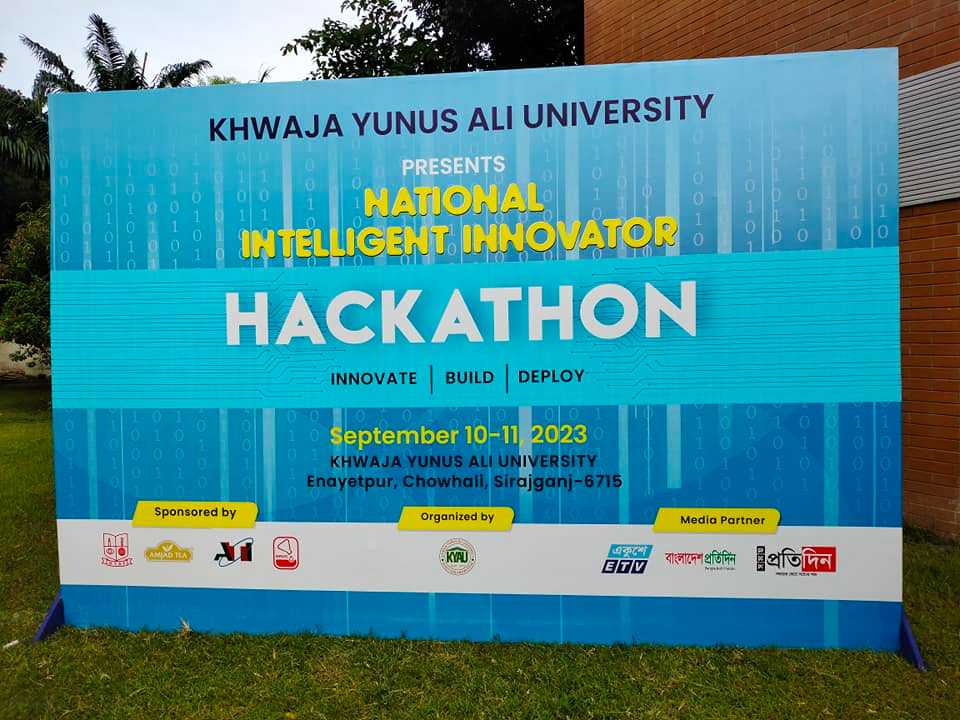 KHWAJA YUNUS ALI UNIVERSITY
PRESENTS
NATIONAL
INTELLIGENT INNOVATOR
HACKATHON
INNOVATE | BUILD | DEPLOY
September 10-11, 2023
KHWAJA YUNUS ALI UNIVERSITY
Enayetpur, Chowhali, Sirajganj-6715
Sponsored by
Organized by
Media Partner
AMJAD TEA
KYAU
একুশে
ETV
বাংলাদেশ প্রতিদিন
প্রতিদিন